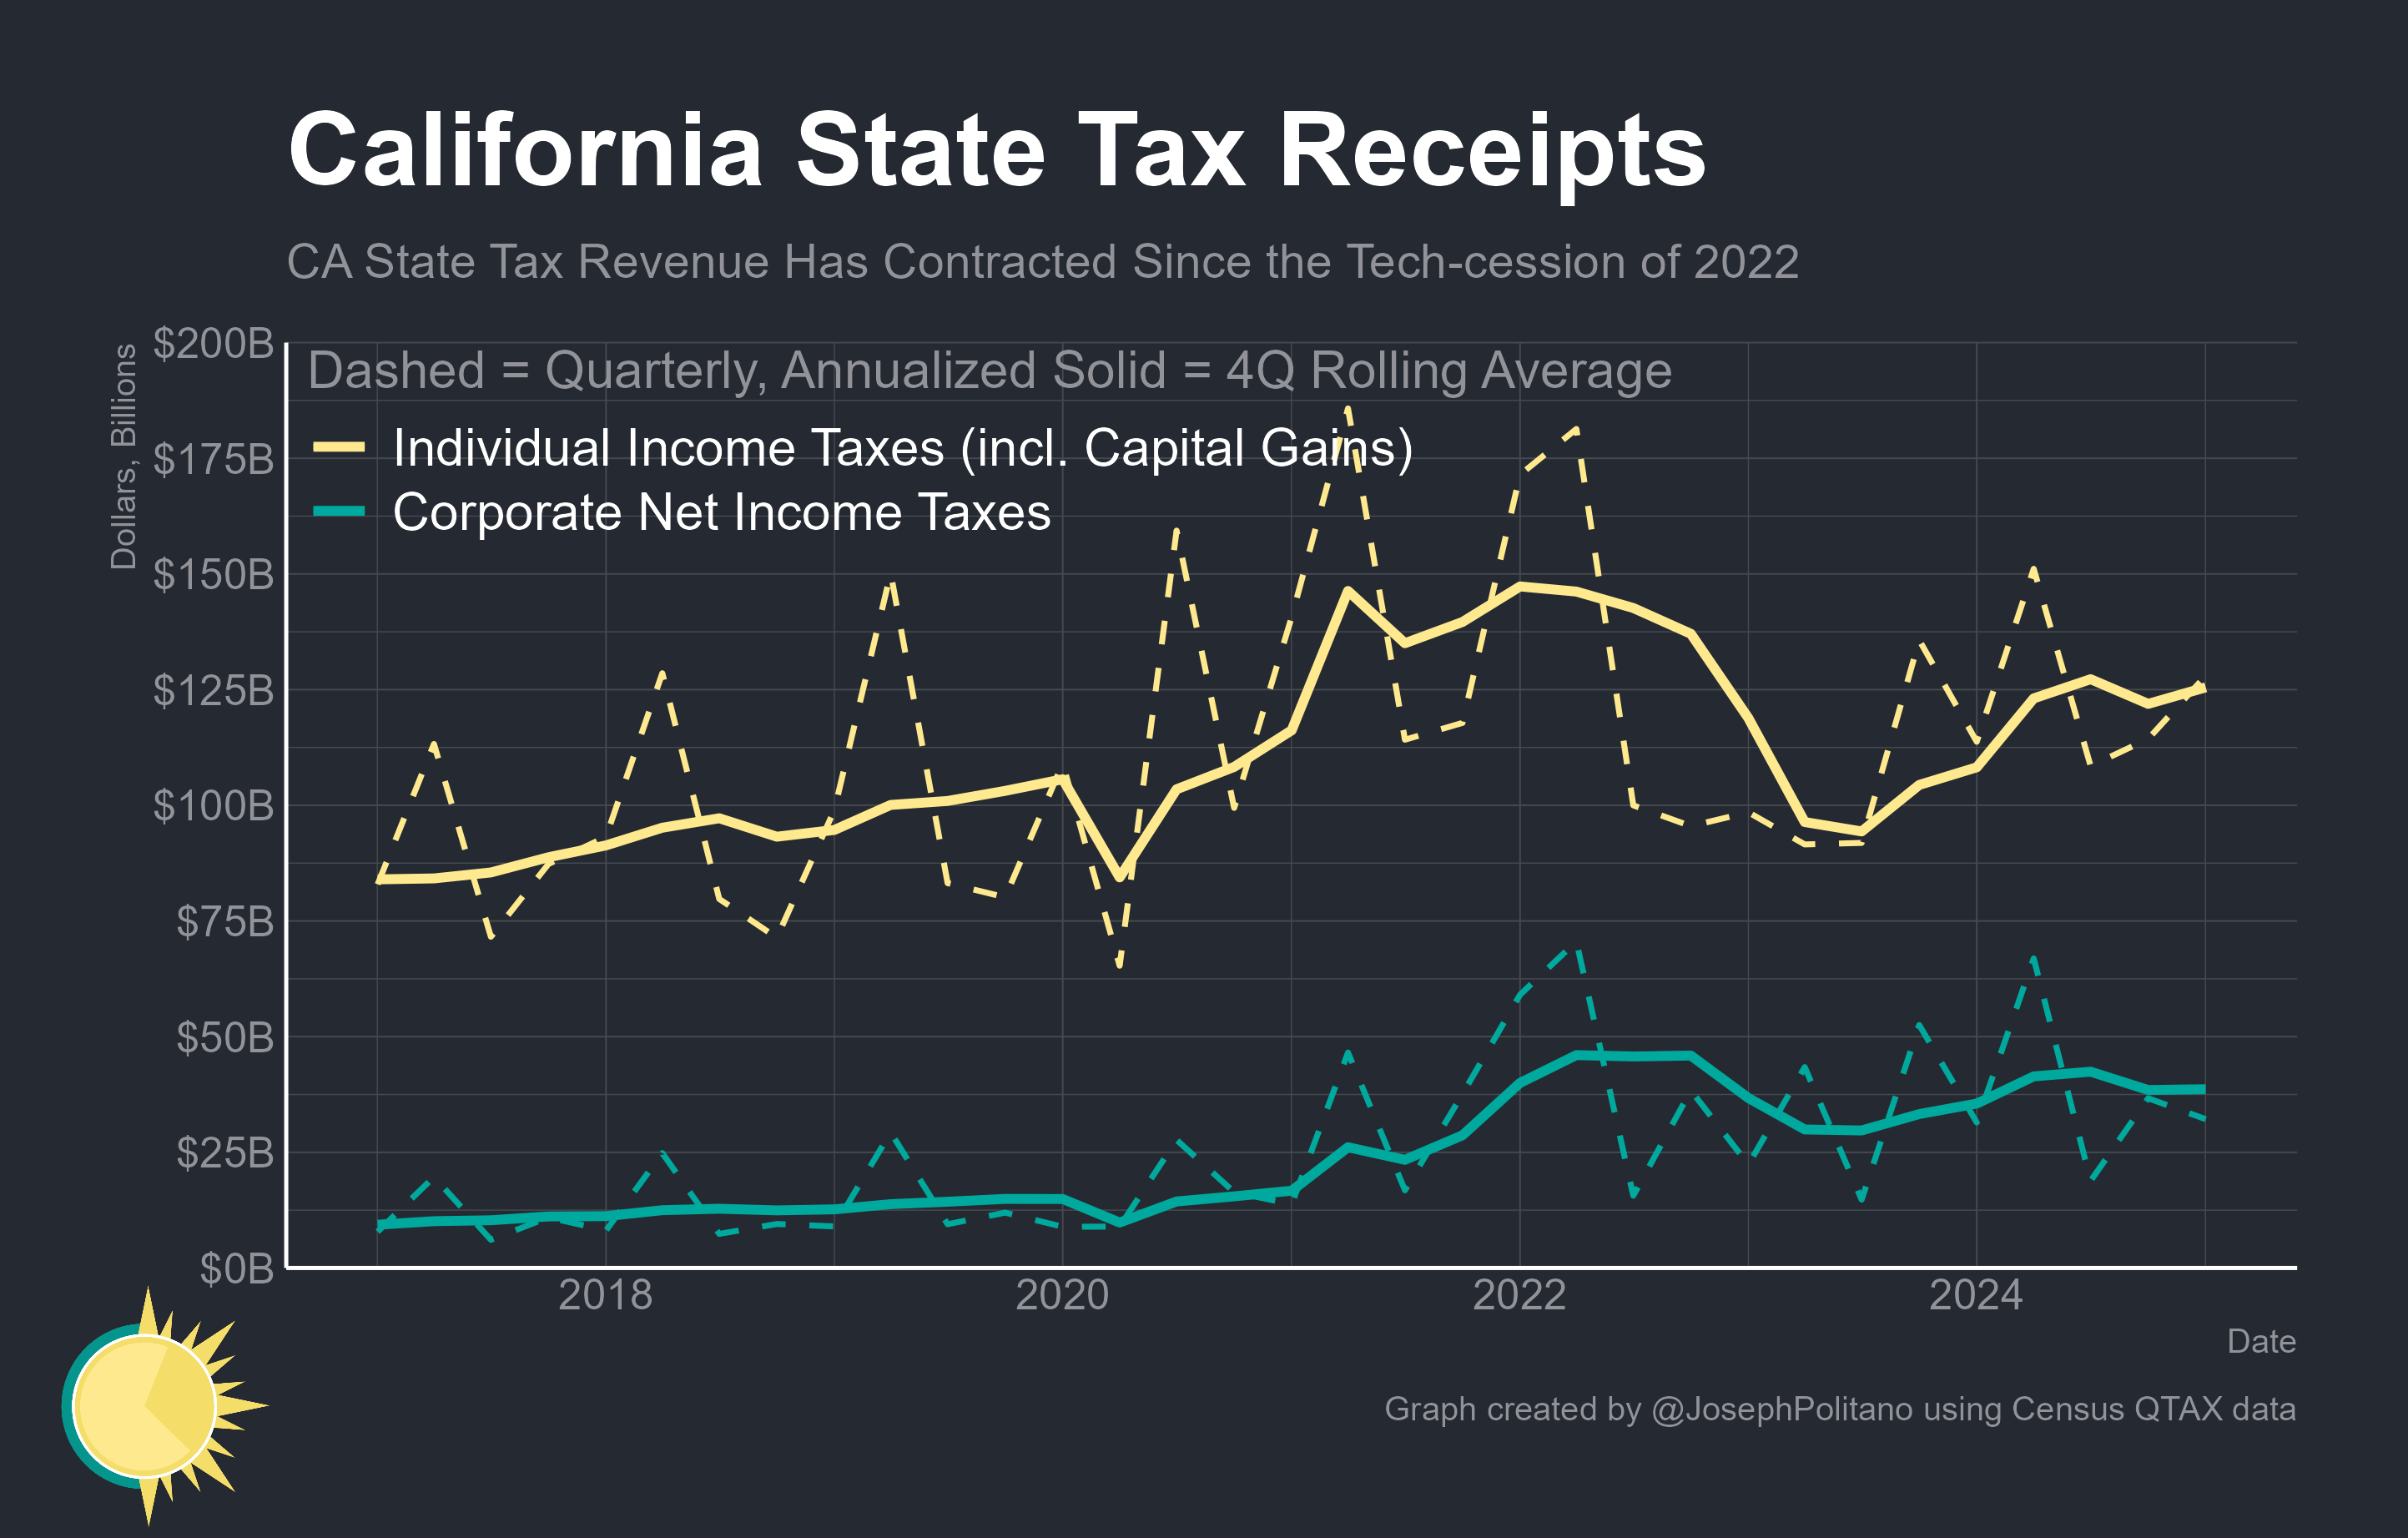 California State Tax Receipts
CA State Tax Revenue Has Contracted Since the Tech-cession of 2022
Dollars, Billions
$200B
$175B
$150B
$125B
$100B
$75B
$50B
$25B
$0B
Dashed = Quarterly, Annualized Solid = 4Q Rolling Average
Individual Income Taxes (incl. Capital Gains)
Corporate Net Income Taxes
2018 2020 2022 2024
Date
Graph created by @JosephPolitano using Census QTAX data